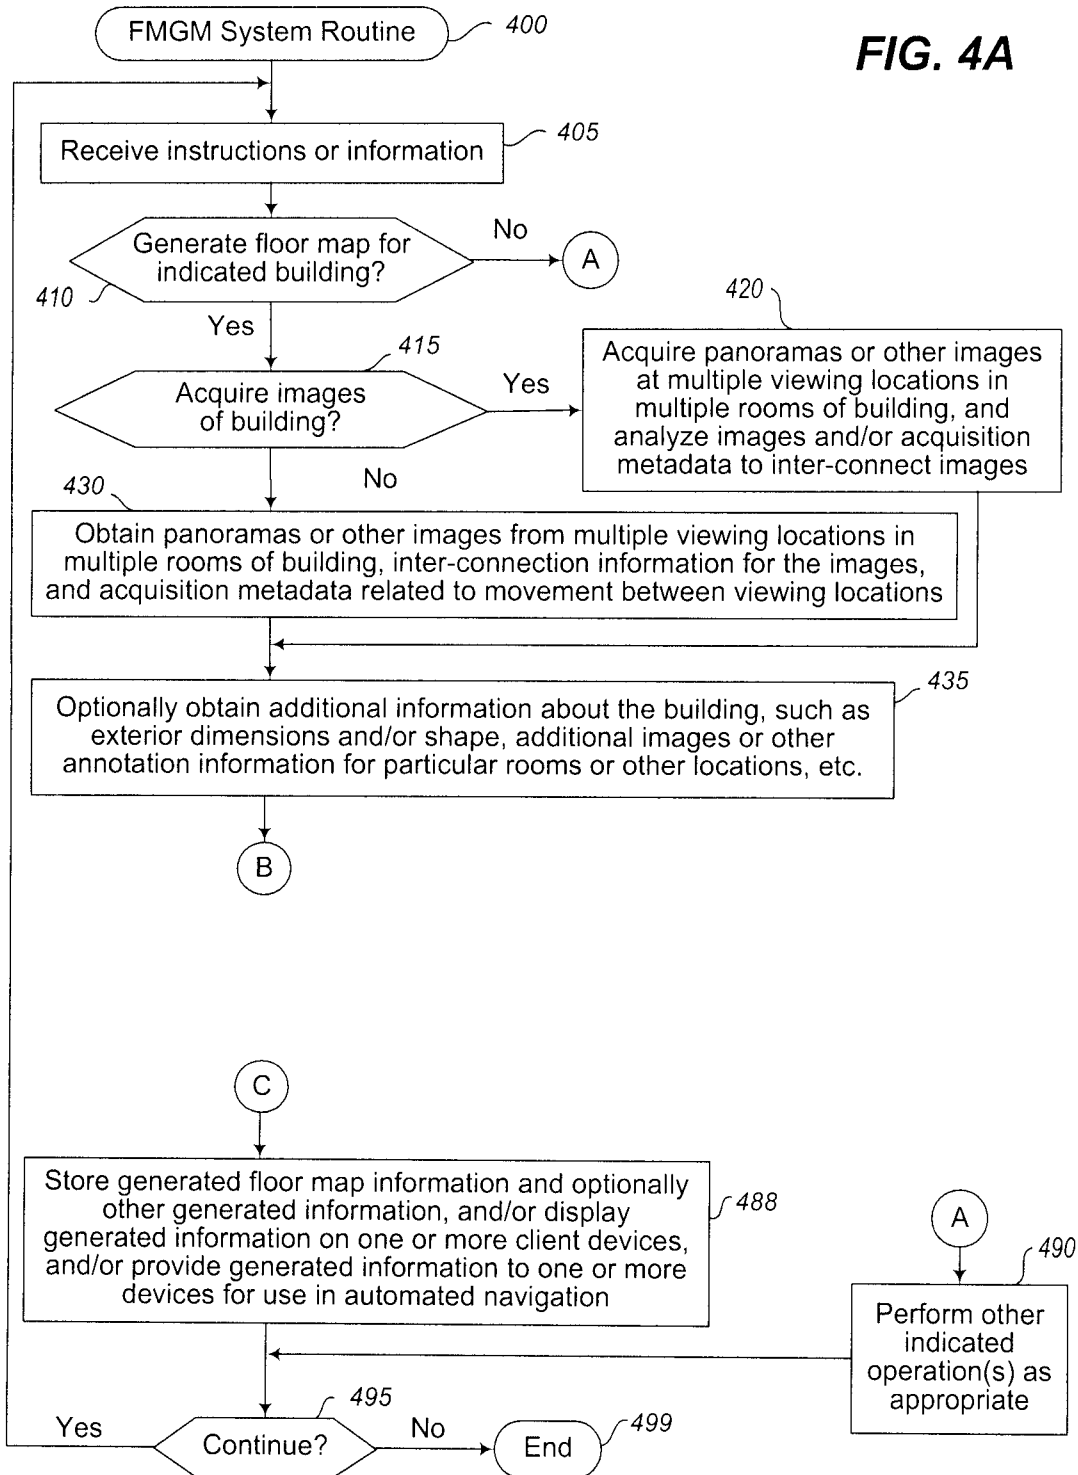 FMGM System Routine
400
FIG. 4A
Receive instructions or information
405
Generate floor map for
indicated building?
410
No
A
Yes
415
Acquire images
of building?
Yes
420
Acquire panoramas or other images
at multiple viewing locations in
multiple rooms of building, and
analyze images and/or acquisition
metadata to inter-connect images
No
430
Obtain panoramas or other images from multiple viewing locations in
multiple rooms of building, inter-connection information for the images,
and acquisition metadata related to movement between viewing locations
435
Optionally obtain additional information about the building, such as
exterior dimensions and/or shape, additional images or other
annotation information for particular rooms or other locations, etc.
B
C
Store generated floor map information and optionally
other generated information, and/or display
generated information on one or more client devices,
and/or provide generated information to one or more
devices for use in automated navigation
488
A
490
Perform other
indicated
operation(s) as
appropriate
495
Yes
Continue?
No
End
499